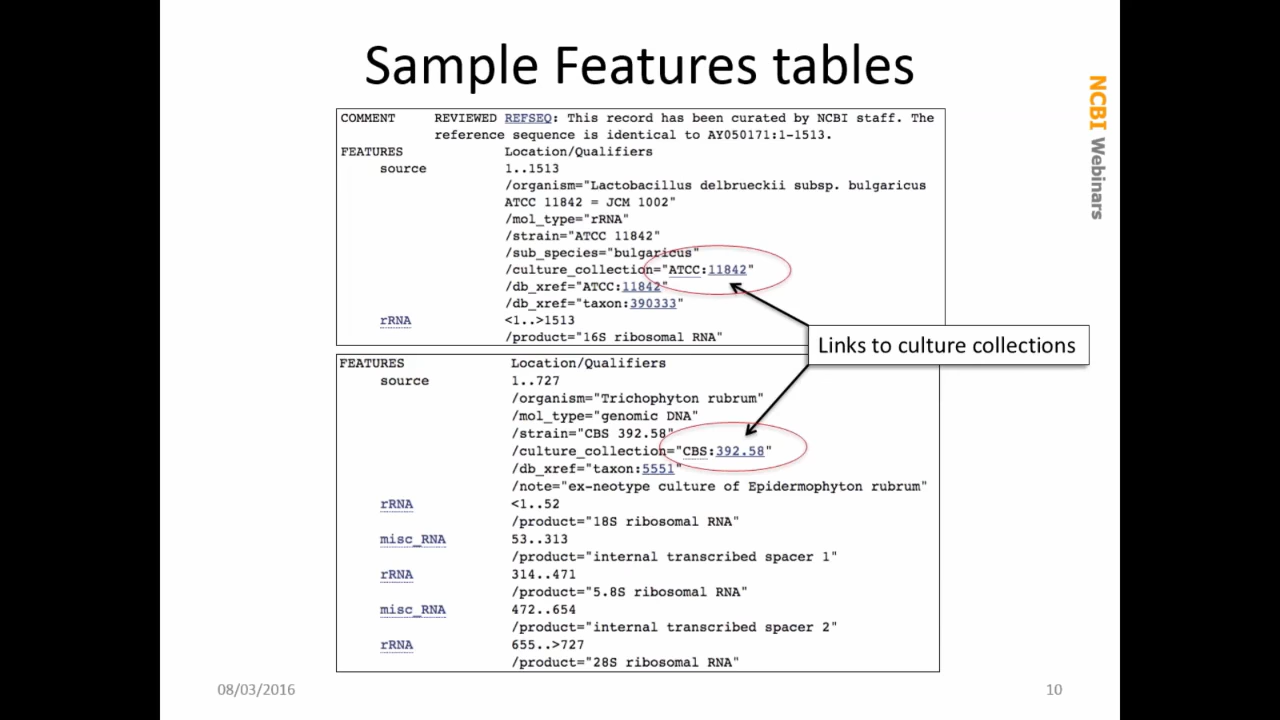 Sample Features tables
NCBI Webinars
COMMENT REVIEWED REFSEQ: This record has been curated by NCBI staff. The
reference sequence is identical to AY050171:1-1513.
FEATURES Location/Qualifiers
source 1..1513
/organism="Lactobacillus delbrueckii subsp. bulgaricus
ATCC 11842 = JCM 1002"
/mol_type="rRNA"
/strain="ATCC 11842"
/sub_species="bulgaricus"
/culture_collection="ATCC:11842"
/db_xref="ATCC:11842"
/db_xref="taxon:390333"
rRNA <1..>1513
/product="16S ribosomal RNA"
Links to culture collections
FEATURES Location/Qualifiers
source 1..727
/organism="Trichophyton rubrum"
/mol_type="genomic DNA"
/strain="CBS 392.58"
/culture_collection="CBS:392.58"
/db_xref="taxon:5551"
/note="ex-neotype culture of Epidermophyton rubrum"
rRNA <1..52
/product="18S ribosomal RNA"
misc_RNA 53..313
/product="internal transcribed spacer 1"
rRNA 314..471
/product="5.8S ribosomal RNA"
misc_RNA 472..654
/product="internal transcribed spacer 2"
rRNA 655..>727
/product="28S ribosomal RNA"
08/03/2016
10